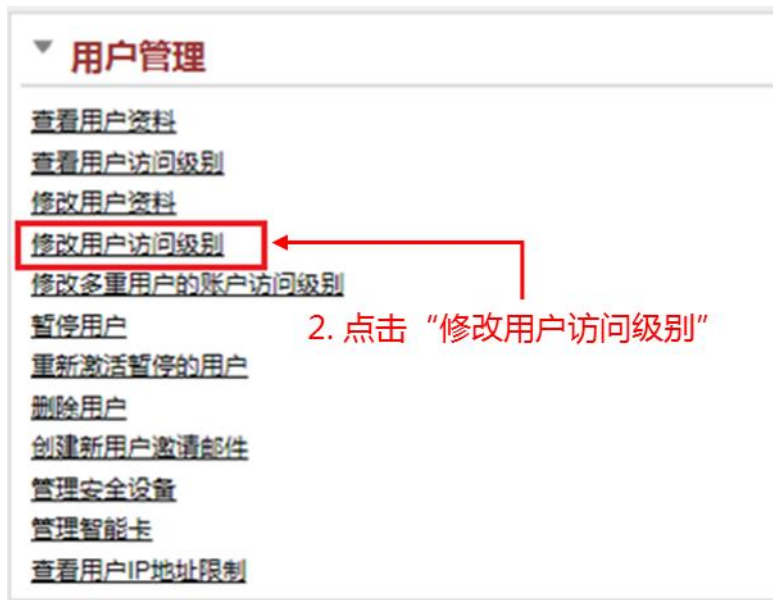 用户管理
查看用户资料
查看用户访问级别
修改用户资料
修改用户访问级别
修改多重用户的账户访问级别
暂停用户
2. 点击“修改用户访问级别”
重新激活暂停的用户
删除用户
创建新用户邀请邮件
管理安全设备
管理智能卡
查看用户IP地址限制